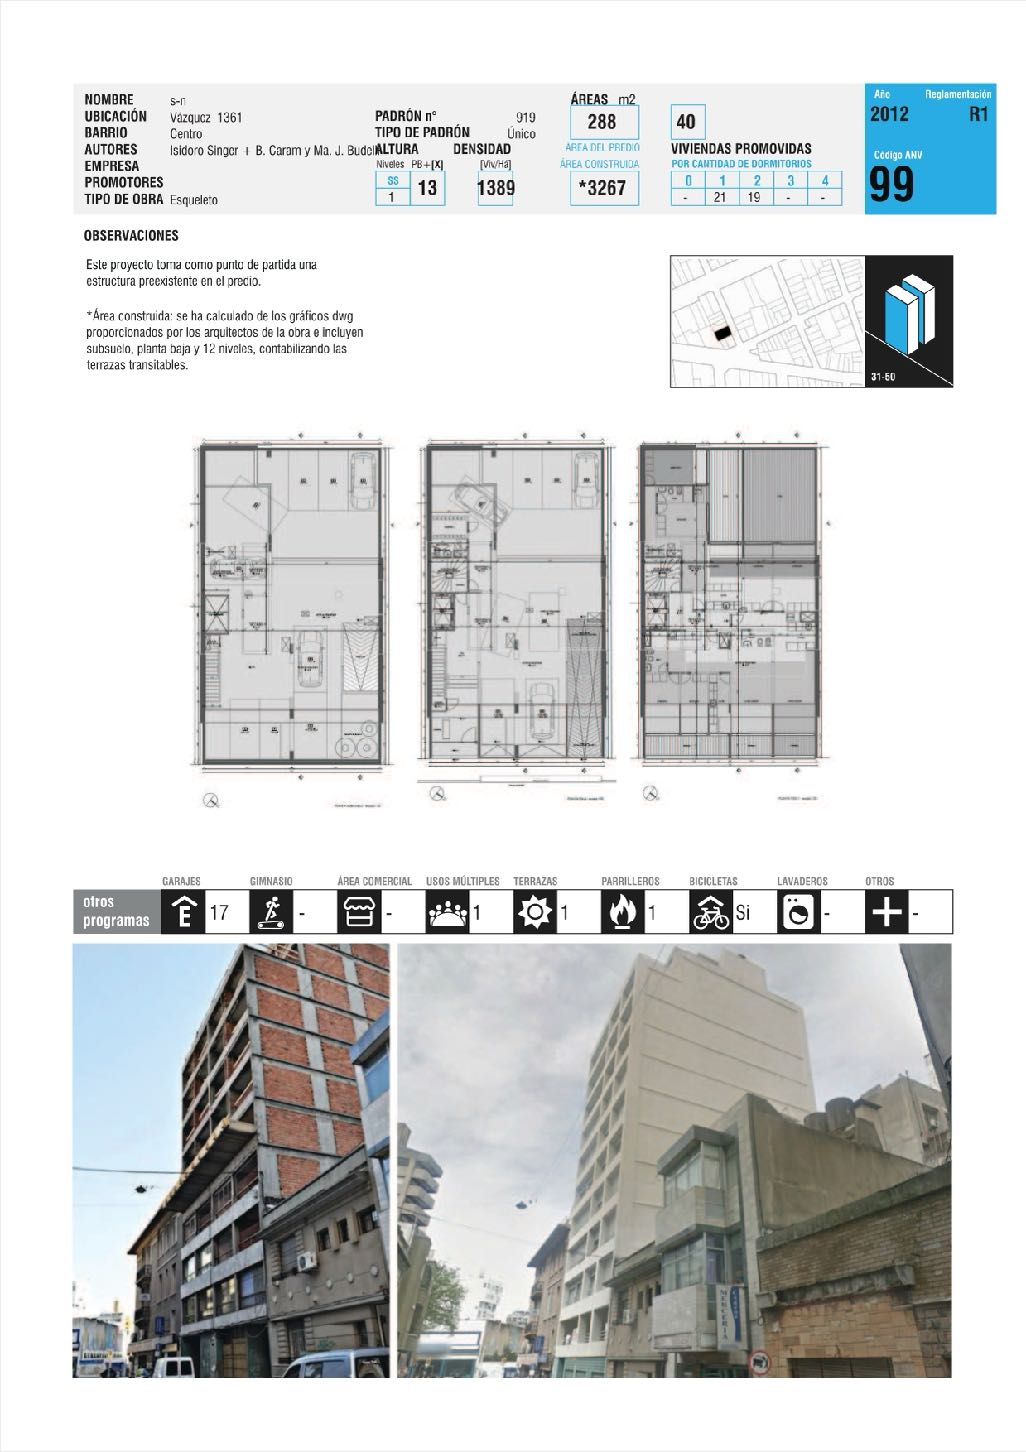 NOMBRE s-n
UBICACIÓN Vázquez 1361
BARRIO Centro
AUTORES Isidoro Singer + B. Caram y Ma. J. Budelli
EMPRESA
PROMOTORES
TIPO DE OBRA Esqueleto
PADRÓN nº 919
TIPO DE PADRÓN Único
ALTURA DENSIDAD
Niveles PB+[X] [Viv/Há]
SS
1
13
1389
ÁREAS m2
288
ÁREA DEL PREDIO
ÁREA CONSTRUIDA
*3267
40
VIVIENDAS PROMOVIDAS
POR CANTIDAD DE DORMITORIOS
0 1 2 3 4
- 21 19 - -
Año Reglamentación
2012 R1
Código ANV
99
OBSERVACIONES
Este proyecto toma como punto de partida una
estructura preexistente en el predio.
*Área construida: se ha calculado de los gráficos dwg
proporcionados por los arquitectos de la obra e incluyen
subsuelo, planta baja y 12 niveles, contabilizando las
terrazas transitables.
31-50
GARAJES GIMNASIO ÁREA COMERCIAL USOS MÚLTIPLES TERRAZAS PARRILLEROS BICICLETAS LAVADEROS OTROS
otros
programas
17 - - 1 1 1 Si - -
MERCERIA